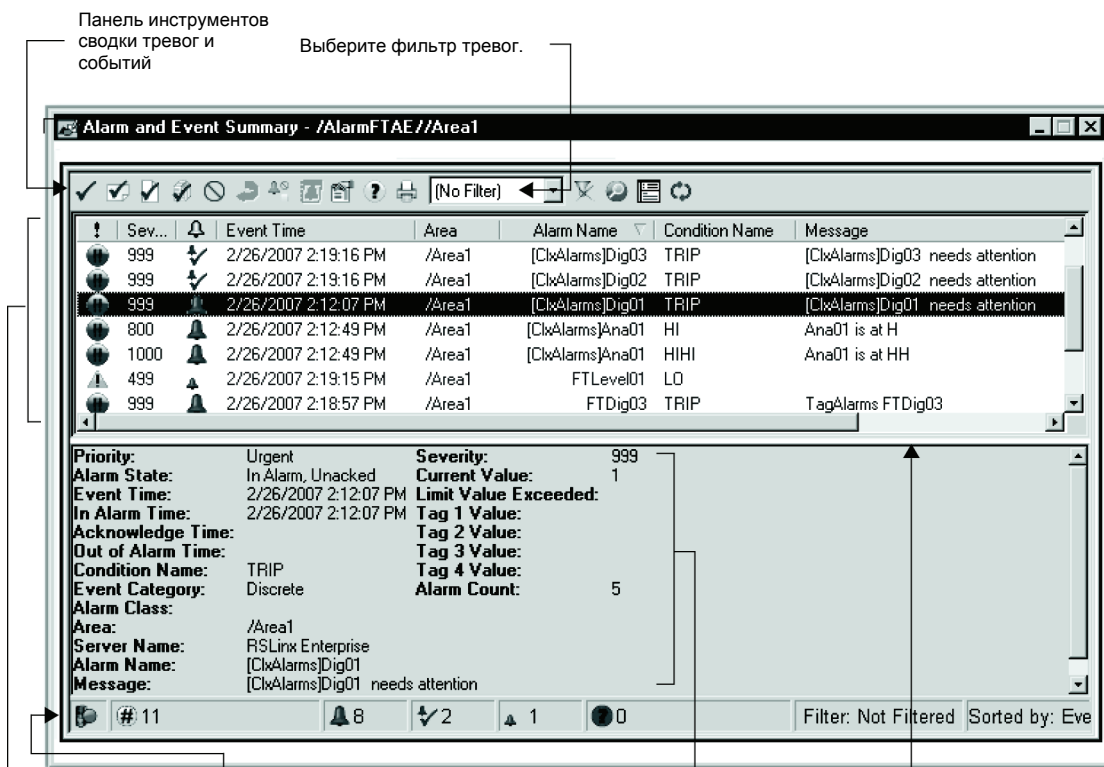 Панель инструментов
сводки тревог и
событий
Выберите фильтр тревог.
Alarm and Event Summary - /AlarmFTAE//Area1
(No Filter)
! Sev... Event Time Area Alarm Name Condition Name Message
999 2/26/2007 2:19:16 PM /Area1 [ClxAlarms]Dig03 TRIP [ClxAlarms]Dig03 needs attention
999 2/26/2007 2:19:16 PM /Area1 [ClxAlarms]Dig02 TRIP [ClxAlarms]Dig02 needs attention
999 2/26/2007 2:12:07 PM /Area1 [ClxAlarms]Dig01 TRIP [ClxAlarms]Dig01 needs attention
800 2/26/2007 2:12:49 PM /Area1 [ClxAlarms]Ana01 HI Ana01 is at H
1000 2/26/2007 2:12:49 PM /Area1 [ClxAlarms]Ana01 HIHI Ana01 is at HH
499 2/26/2007 2:19:15 PM /Area1 FTLevel01 LO
999 2/26/2007 2:18:57 PM /Area1 FTDig03 TRIP TagAlarms FTDig03
Priority: Urgent Severity: 999
Alarm State: In Alarm, Unacked Current Value: 1
Event Time: 2/26/2007 2:12:07 PM Limit Value Exceeded:
In Alarm Time: 2/26/2007 2:12:07 PM Tag 1 Value:
Acknowledge Time: Tag 2 Value:
Out of Alarm Time: Tag 3 Value:
Condition Name: TRIP Tag 4 Value:
Event Category: Discrete Alarm Count: 5
Alarm Class:
Area: /Area1
Server Name: RSLinx Enterprise
Alarm Name: [ClxAlarms]Dig01
Message: [ClxAlarms]Dig01 needs attention
# 11 8 2 1 ? 0 Filter: Not Filtered Sorted by: Eve